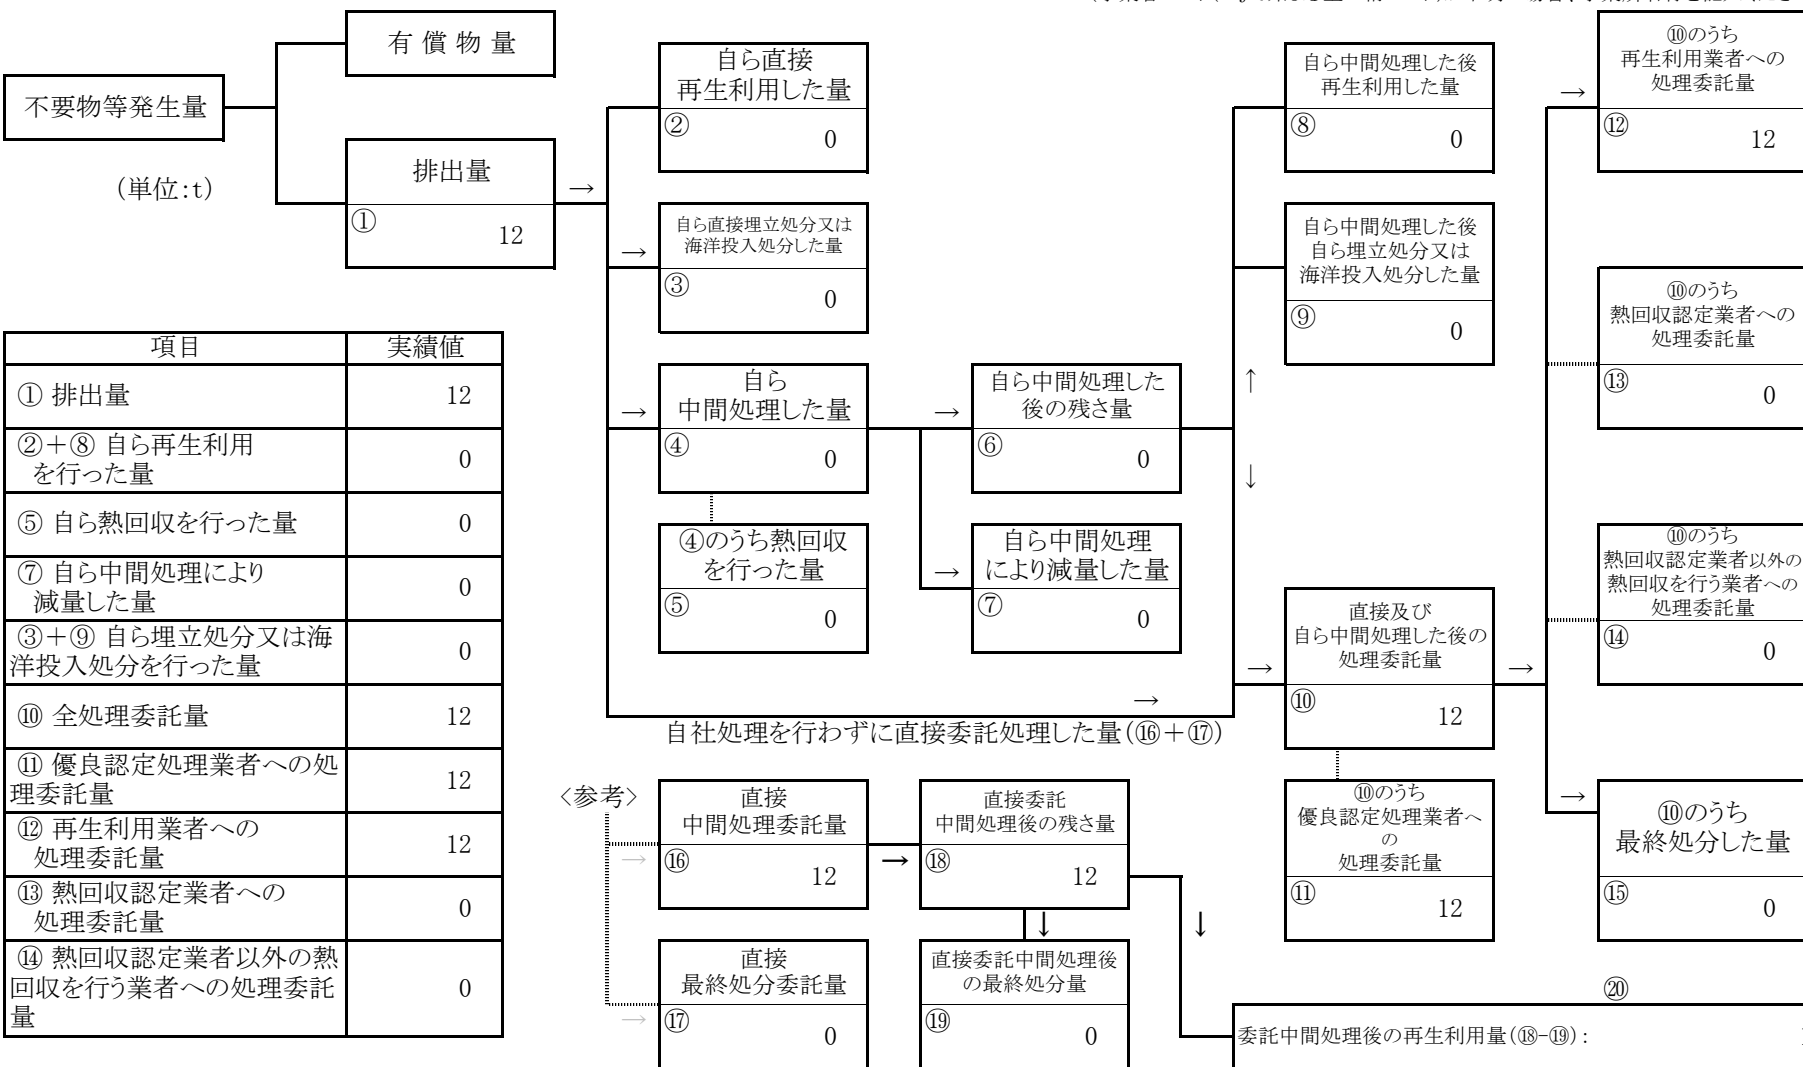 有 償 物 量
不要物等発生量
(単位:t)
排出量
①
12
→
自ら直接
再生利用した量
②
0
→
自ら直接埋立処分又は
海洋投入処分した量
③
0
→
自ら
中間処理した量
④
0
④のうち熱回収
を行った量
⑤
0
→
自ら中間処理した
後の残さ量
⑥
0
→
自ら中間処理
により減量した量
⑦
0
自ら中間処理した後
再生利用した量
⑧
0
自ら中間処理した後
自ら埋立処分又は
海洋投入処分した量
⑨
0
↑
↓
→
直接及び
自ら中間処理した後の
処理委託量
⑩
12
→
⑩のうち
優良認定処理業者へ
の
処理委託量
⑪
12
→
⑩のうち
再生利用業者への
処理委託量
⑫
12
⑩のうち
熱回収認定業者への
処理委託量
⑬
0
⑩のうち
熱回収認定業者以外の
熱回収を行う業者への
処理委託量
⑭
0
→
⑩のうち
最終処分した量
⑮
0
→
自社処理を行わずに直接委託処理した量(⑯+⑰)
〈参考〉
→
直接
中間処理委託量
⑯
12
→
直接委託
中間処理後の残さ量
⑱
12
↓
↓
→
直接
最終処分委託量
⑰
0
直接委託中間処理後
の最終処分量
⑲
0
⑳
委託中間処理後の再生利用量(⑱-⑲):
項目 実績値
① 排出量 12
②+⑧ 自ら再生利用
を行った量 0
⑤ 自ら熱回収を行った量 0
⑦ 自ら中間処理により
減量した量 0
③+⑨ 自ら埋立処分又は海
洋投入処分を行った量 0
⑩ 全処理委託量 12
⑪ 優良認定処理業者への処
理委託量 12
⑫ 再生利用業者への
処理委託量 12
⑬ 熱回収認定業者への
処理委託量 0
⑭ 熱回収認定業者以外の熱
回収を行う業者への処理委託
量 0